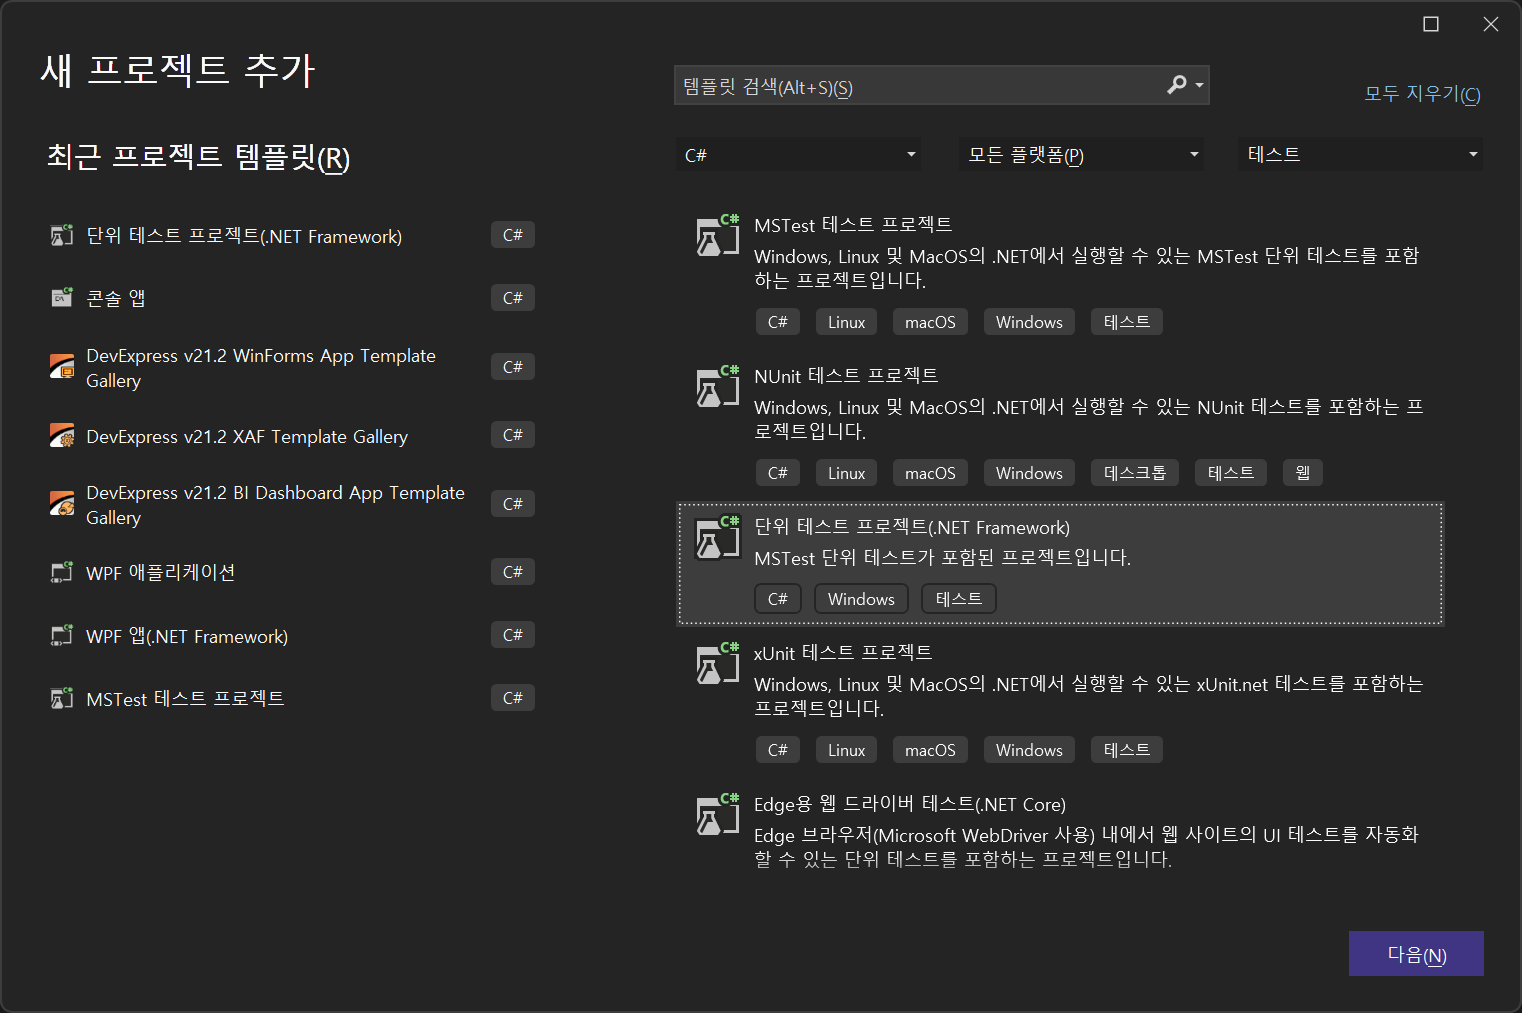 새 프로젝트 추가
템플릿 검색(Alt+S)(S)
모두 지우기(C)
최근 프로젝트 템플릿(R)
단위 테스트 프로젝트(.NET Framework)
C#
콘솔 앱
C#
DevExpress v21.2 WinForms App Template
Gallery
C#
DevExpress v21.2 XAF Template Gallery
C#
DevExpress v21.2 BI Dashboard App Template
Gallery
C#
WPF 애플리케이션
C#
WPF 앱(.NET Framework)
C#
MSTest 테스트 프로젝트
C#
C# 모든 플랫폼(P) 테스트
MSTest 테스트 프로젝트
Windows, Linux 및 MacOS의 .NET에서 실행할 수 있는 MSTest 단위 테스트를 포함
하는 프로젝트입니다.
C# Linux macOS Windows 테스트
NUnit 테스트 프로젝트
Windows, Linux 및 MacOS의 .NET에서 실행할 수 있는 NUnit 테스트를 포함하는 프
로젝트입니다.
C# Linux macOS Windows 데스크톱 테스트 웹
단위 테스트 프로젝트(.NET Framework)
MSTest 단위 테스트가 포함된 프로젝트입니다.
C# Windows 테스트
xUnit 테스트 프로젝트
Windows, Linux 및 MacOS의 .NET에서 실행할 수 있는 xUnit.net 테스트를 포함하는
프로젝트입니다.
C# Linux macOS Windows 테스트
Edge용 웹 드라이버 테스트(.NET Core)
Edge 브라우저(Microsoft WebDriver 사용) 내에서 웹 사이트의 UI 테스트를 자동화
할 수 있는 단위 테스트를 포함하는 프로젝트입니다.
다음(N)